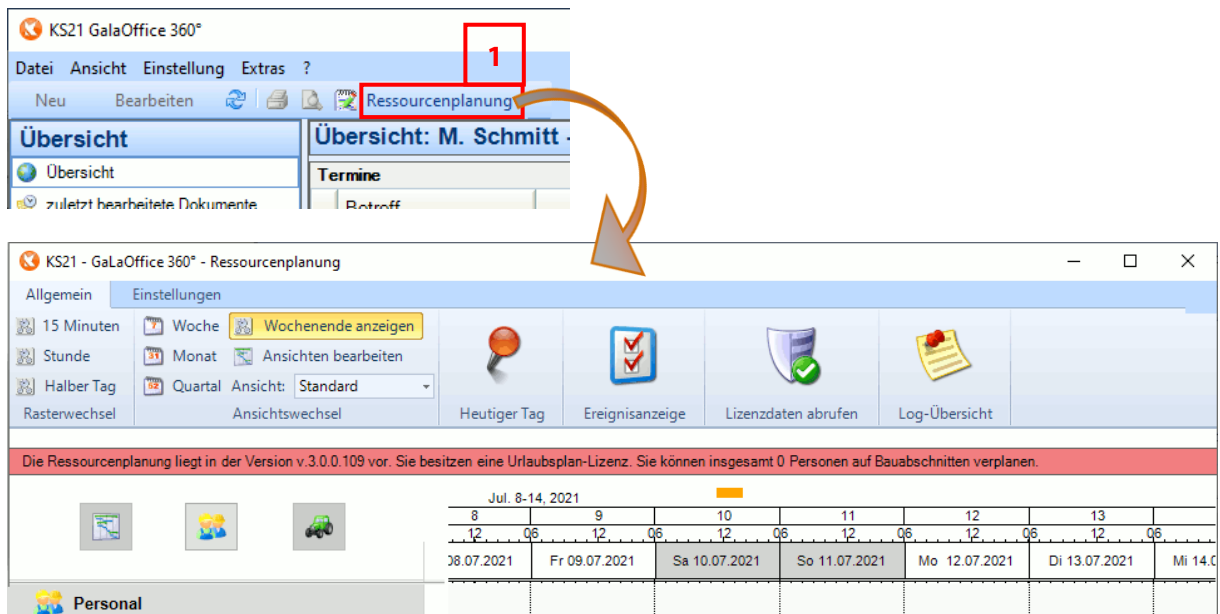 KS21 GalaOffice 360°
1
Datei Ansicht Einstellung Extras ?
Neu Bearbeiten Ressourcenplanung
Übersicht
Übersicht: M. Schmitt -
Übersicht
Termine
zuletzt bearbeitete Dokumente
Betreff
KS21 - GaLaOffice 360° - Ressourcenplanung
Allgemein Einstellungen
15 Minuten 7 Woche Wochenende anzeigen
Stunde 31 Monat Ansichten bearbeiten
Halber Tag 52 Quartal Ansicht: Standard
Rasterwechsel Ansichtswechsel Heutiger Tag Ereignisanzeige Lizenzdaten abrufen Log-Übersicht
Die Ressourcenplanung liegt in der Version v.3.0.0.109 vor. Sie besitzen eine Urlaubsplan-Lizenz. Sie können insgesamt 0 Personen auf Bauabschnitten verplanen.
Jul. 8-14, 2021
8 9 10 11 12 13
12 06 12 06 12 06 12 06 12 06 12 06
08.07.2021 Fr 09.07.2021 Sa 10.07.2021 So 11.07.2021 Mo 12.07.2021 Di 13.07.2021 Mi 14.0
Personal